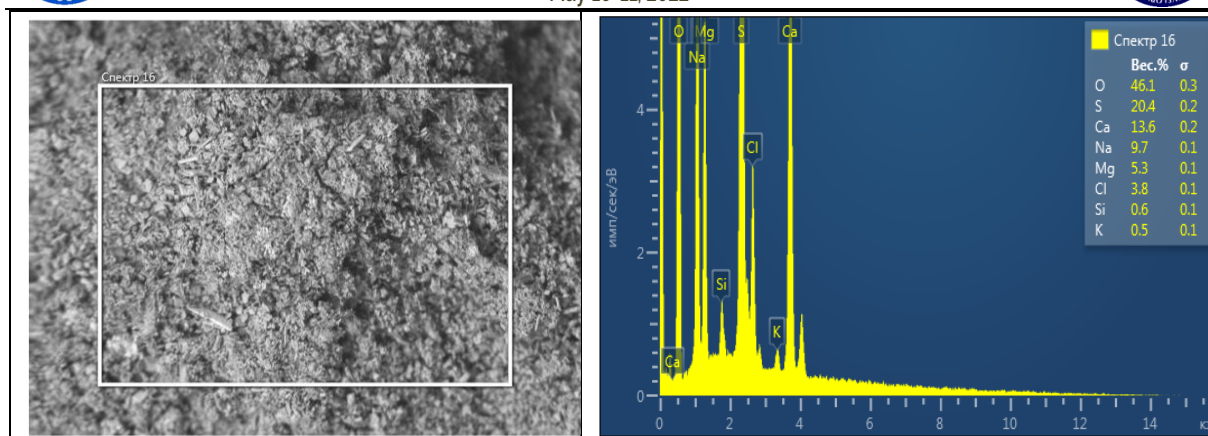 May 10-11, 2022
Спектр 16
O Mg S Ca
Na
Cl
Si
K
Ca
4
2
0
имп/сек/эВ
0 2 4 6 8 10 12 14
Спектр 16
Вес.% σ
O 46.1 0.3
S 20.4 0.2
Ca 13.6 0.2
Na 9.7 0.1
Mg 5.3 0.1
Cl 3.8 0.1
Si 0.6 0.1
K 0.5 0.1